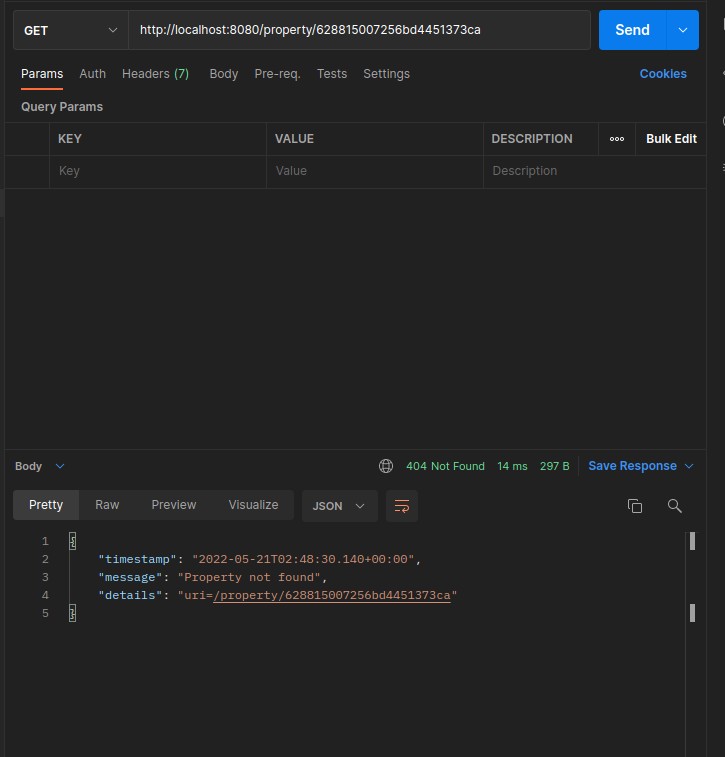 GET http://localhost:8080/property/628815007256bd4451373ca Send
Params Auth Headers (7) Body Pre-req. Tests Settings Cookies
Query Params
KEY VALUE DESCRIPTION ooo Bulk Edit
Key Value Description
Body 404 Not Found 14 ms 297 B Save Response
Pretty Raw Preview Visualize JSON
1 {
2 "timestamp": "2022-05-21T02:48:30.140+00:00",
3 "message": "Property not found",
4 "details": "uri=/property/628815007256bd4451373ca"
5 }